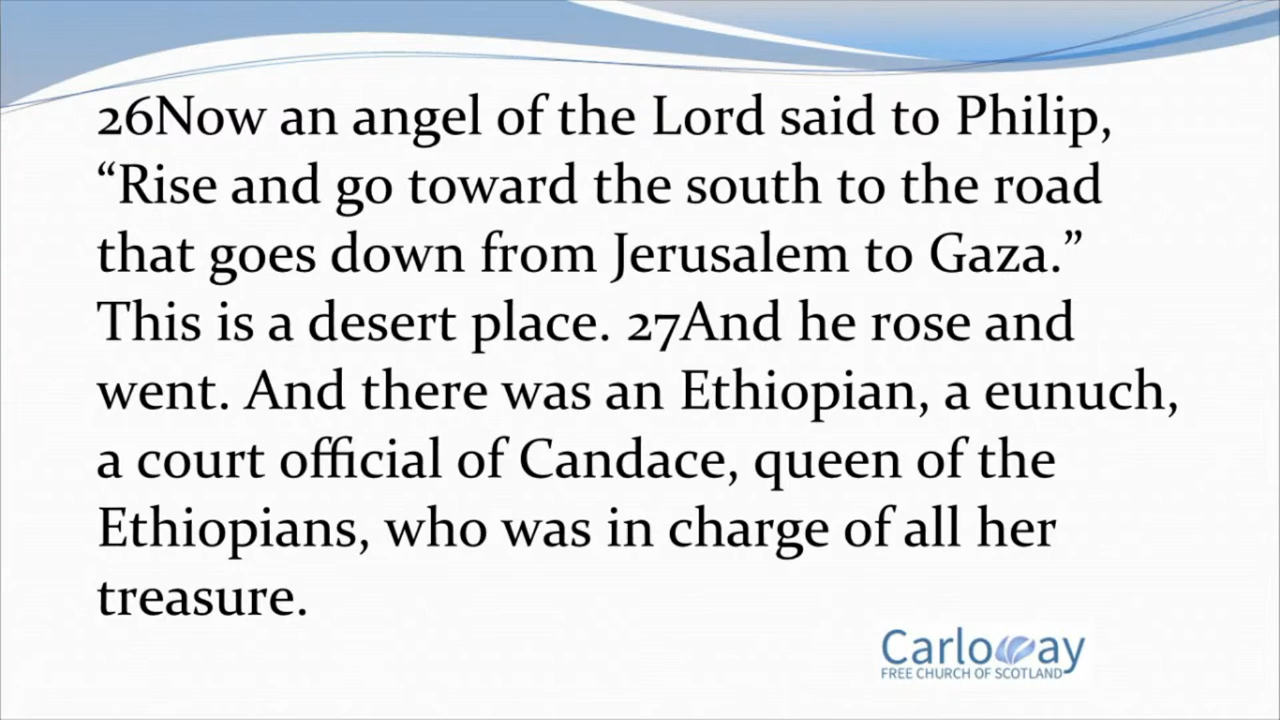 26Now an angel of the Lord said to Philip,
“Rise and go toward the south to the road
that goes down from Jerusalem to Gaza.”
This is a desert place. 27And he rose and
went. And there was an Ethiopian, a eunuch,
a court official of Candace, queen of the
Ethiopians, who was in charge of all her
treasure.
Carloway
FREE CHURCH OF SCOTLAND